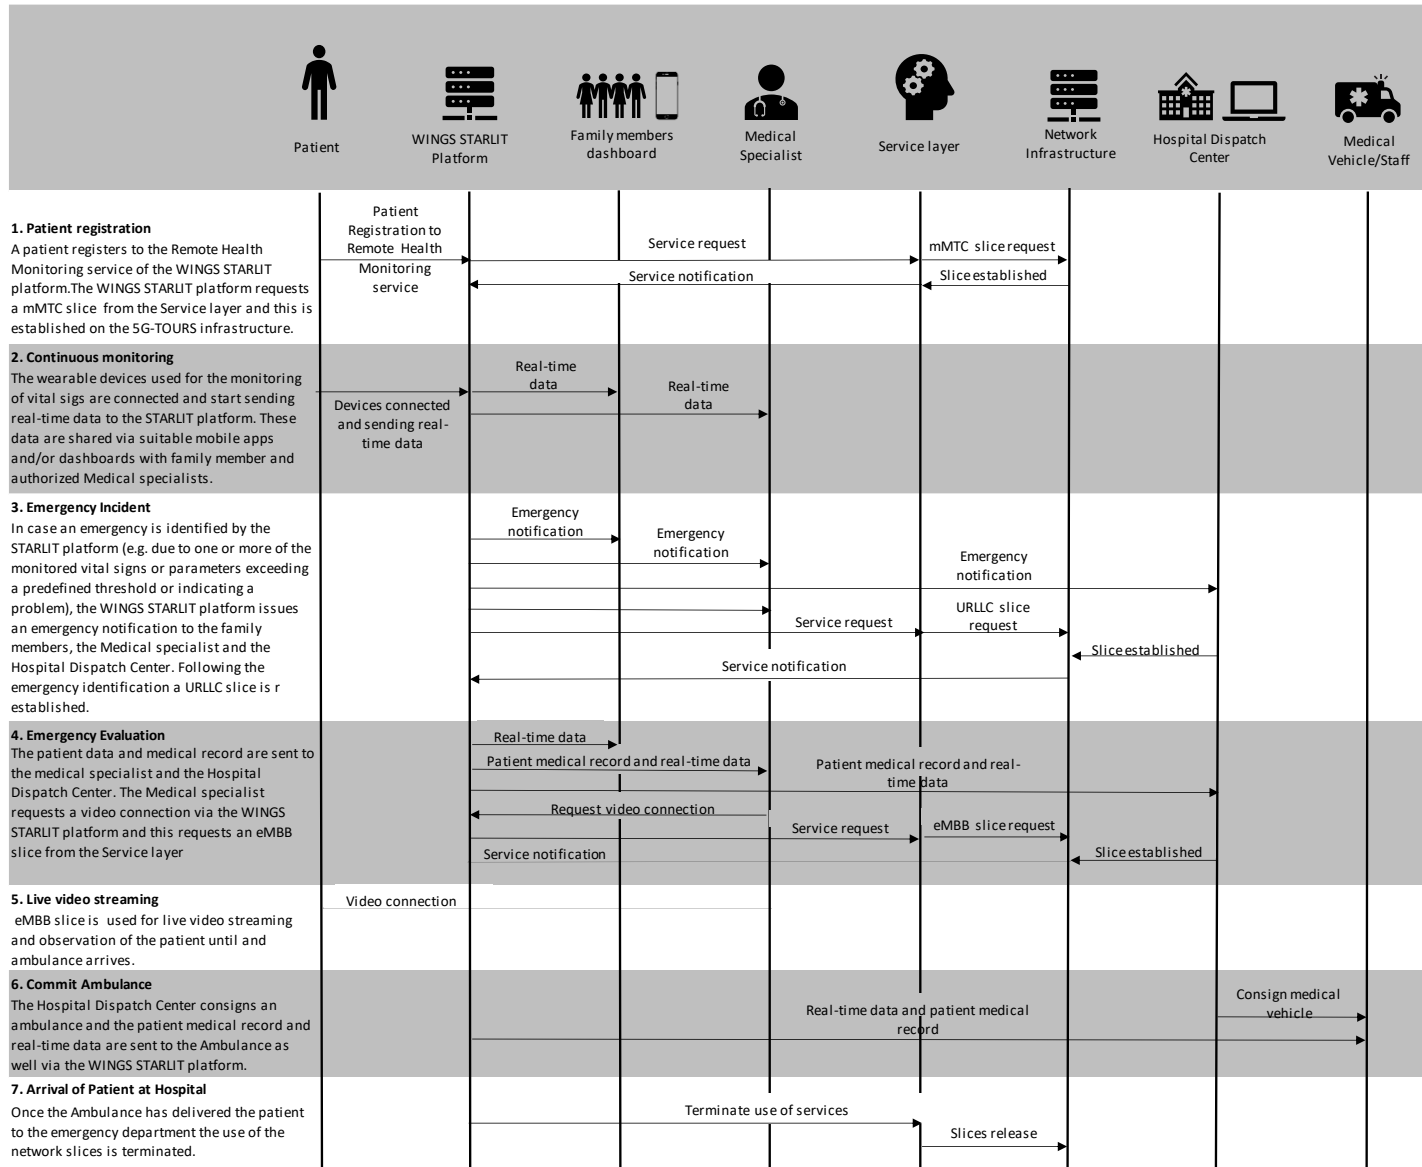 Patient
WINGS STARLIT
Platform
Family members
dashboard
Medical
Specialist
Service layer
Network
Infrastructure
Hospital Dispatch
Center
Medical
Vehicle/Staff
1. Patient registration
A patient registers to the Remote Health
Monitoring service of the WINGS STARLIT
platform.The WINGS STARLIT platform requests
a mMTC slice from the Service layer and this is
established on the 5G-TOURS infrastructure.
Patient
Registration to
Remote Health
Monitoring
service
Service request
mMTC slice request
Service notification
Slice established
2. Continuous monitoring
The wearable devices used for the monitoring
of vital sigs are connected and start sending
real-time data to the STARLIT platform. These
data are shared via suitable mobile apps
and/or dashboards with family member and
authorized Medical specialists.
Devices connected
and sending real-
time data
Real-time
data
Real-time
data
3. Emergency Incident
In case an emergency is identified by the
STARLIT platform (e.g. due to one or more of the
monitored vital signs or parameters exceeding
a predefined threshold or indicating a
problem), the WINGS STARLIT platform issues
an emergency notification to the family
members, the Medical specialist and the
Hospital Dispatch Center. Following the
emergency identification a URLLC slice is r
established.
Emergency
notification
Emergency
notification
Emergency
notification
Service request
URLLC slice
request
Slice established
Service notification
4. Emergency Evaluation
The patient data and medical record are sent to
the medical specialist and the Hospital
Dispatch Center. The Medical specialist
requests a video connection via the WINGS
STARLIT platform and this requests an eMBB
slice from the Service layer
Real-time data
Patient medical record and real-time data
Patient medical record and real-
time data
Request video connection
Service request
eMBB slice request
Service notification
Slice established
5. Live video streaming
eMBB slice is used for live video streaming
and observation of the patient until and
ambulance arrives.
Video connection
6. Commit Ambulance
The Hospital Dispatch Center consigns an
ambulance and the patient medical record and
real-time data are sent to the Ambulance as
well via the WINGS STARLIT platform.
Consign medical
vehicle
Real-time data and patient medical
record
7. Arrival of Patient at Hospital
Once the Ambulance has delivered the patient
to the emergency department the use of the
network slices is terminated.
Terminate use of services
Slices release